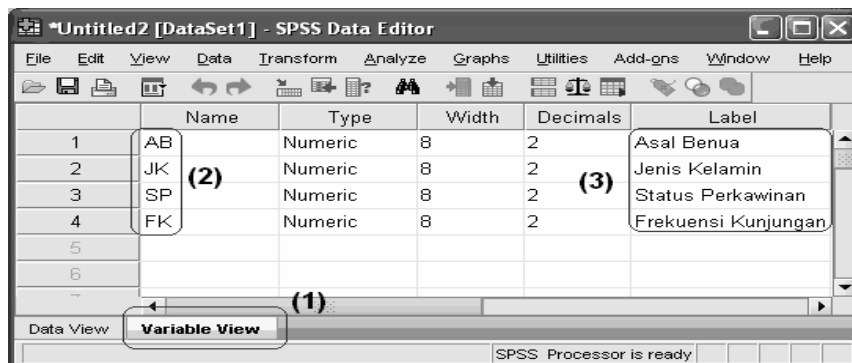 *Untitled2 [DataSet1] - SPSS Data Editor
File Edit View Data Transform Analyze Graphs Utilities Add-ons Window Help
Name Type Width Decimals Label
1 AB Numeric 8 2 Asal Benua
2 JK Numeric 8 2 Jenis Kelamin
(2) (3)
3 SP Numeric 8 2 Status Perkawinan
4 FK Numeric 8 2 Frekuensi Kunjungan
5
6
(1)
Data View Variable View
SPSS Processor is ready